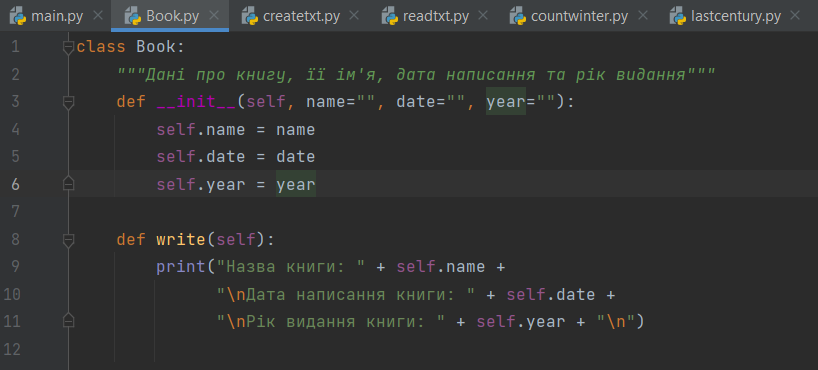 main.py Book.py createtxt.py readtxt.py countwinter.py lastcentury.py
1 class Book:
2 """Дані про книгу, її ім'я, дата написання та рік видання"""
3 def __init__(self, name="", date="", year=""):
4 self.name = name
5 self.date = date
6 self.year = year
7
8 def write(self):
9 print("Назва книги: " + self.name +
10 "\nДата написання книги: " + self.date +
11 "\nРік видання книги: " + self.year + "\n")
12